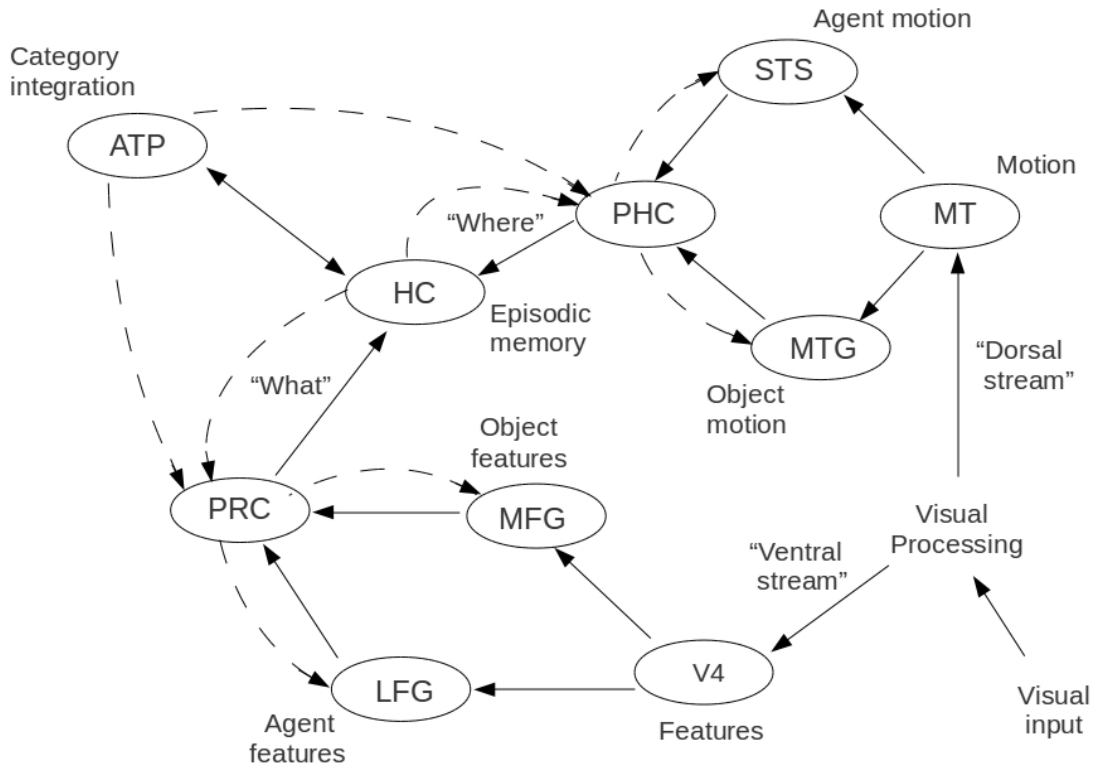 Agent motion
STS
Category
integration
ATP
Motion
MT
PHC
“Where”
HC
Episodic
memory
MTG
Object
motion
“Dorsal
stream”
“What”
Object
features
PRC
MFG
Visual
Processing
“Ventral
stream”
LFG
V4
Agent
features
Features
Visual
input